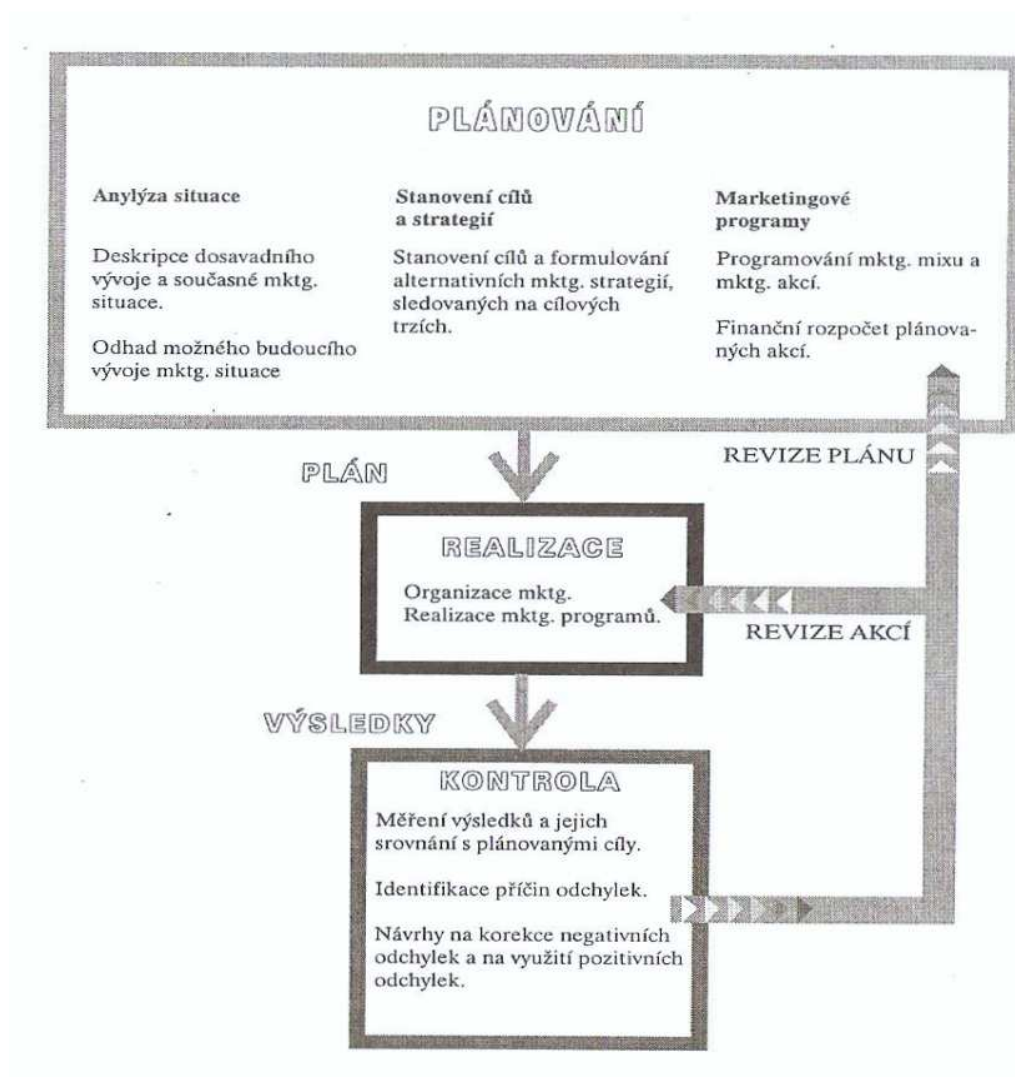 PLÁNOVÁNÍ
Anylýza situace
Deskripce dosavadního
vývoje a současné mktg.
situace.
Odhad možného budoucího
vývoje mktg. situace
Stanovení cílů
a strategií
Stanovení cílů a formulování
alternativních mktg. strategií,
sledovaných na cílových
trzích.
Marketingové
programy
Programování mktg. mixu a
mktg. akcí.
Finanční rozpočet plánova-
ných akcí.
REVIZE PLÁNU
PLÁN
REALIZACE
Organizace mktg.
Realizace mktg. programů.
REVIZE AKCÍ
VÝSLEDKY
KONTROLA
Měření výsledků a jejich
srovnání s plánovanými cíly.
Identifikace příčin odchylek.
Návrhy na korekce negativních
odchylek a na využití pozitivních
odchylek.